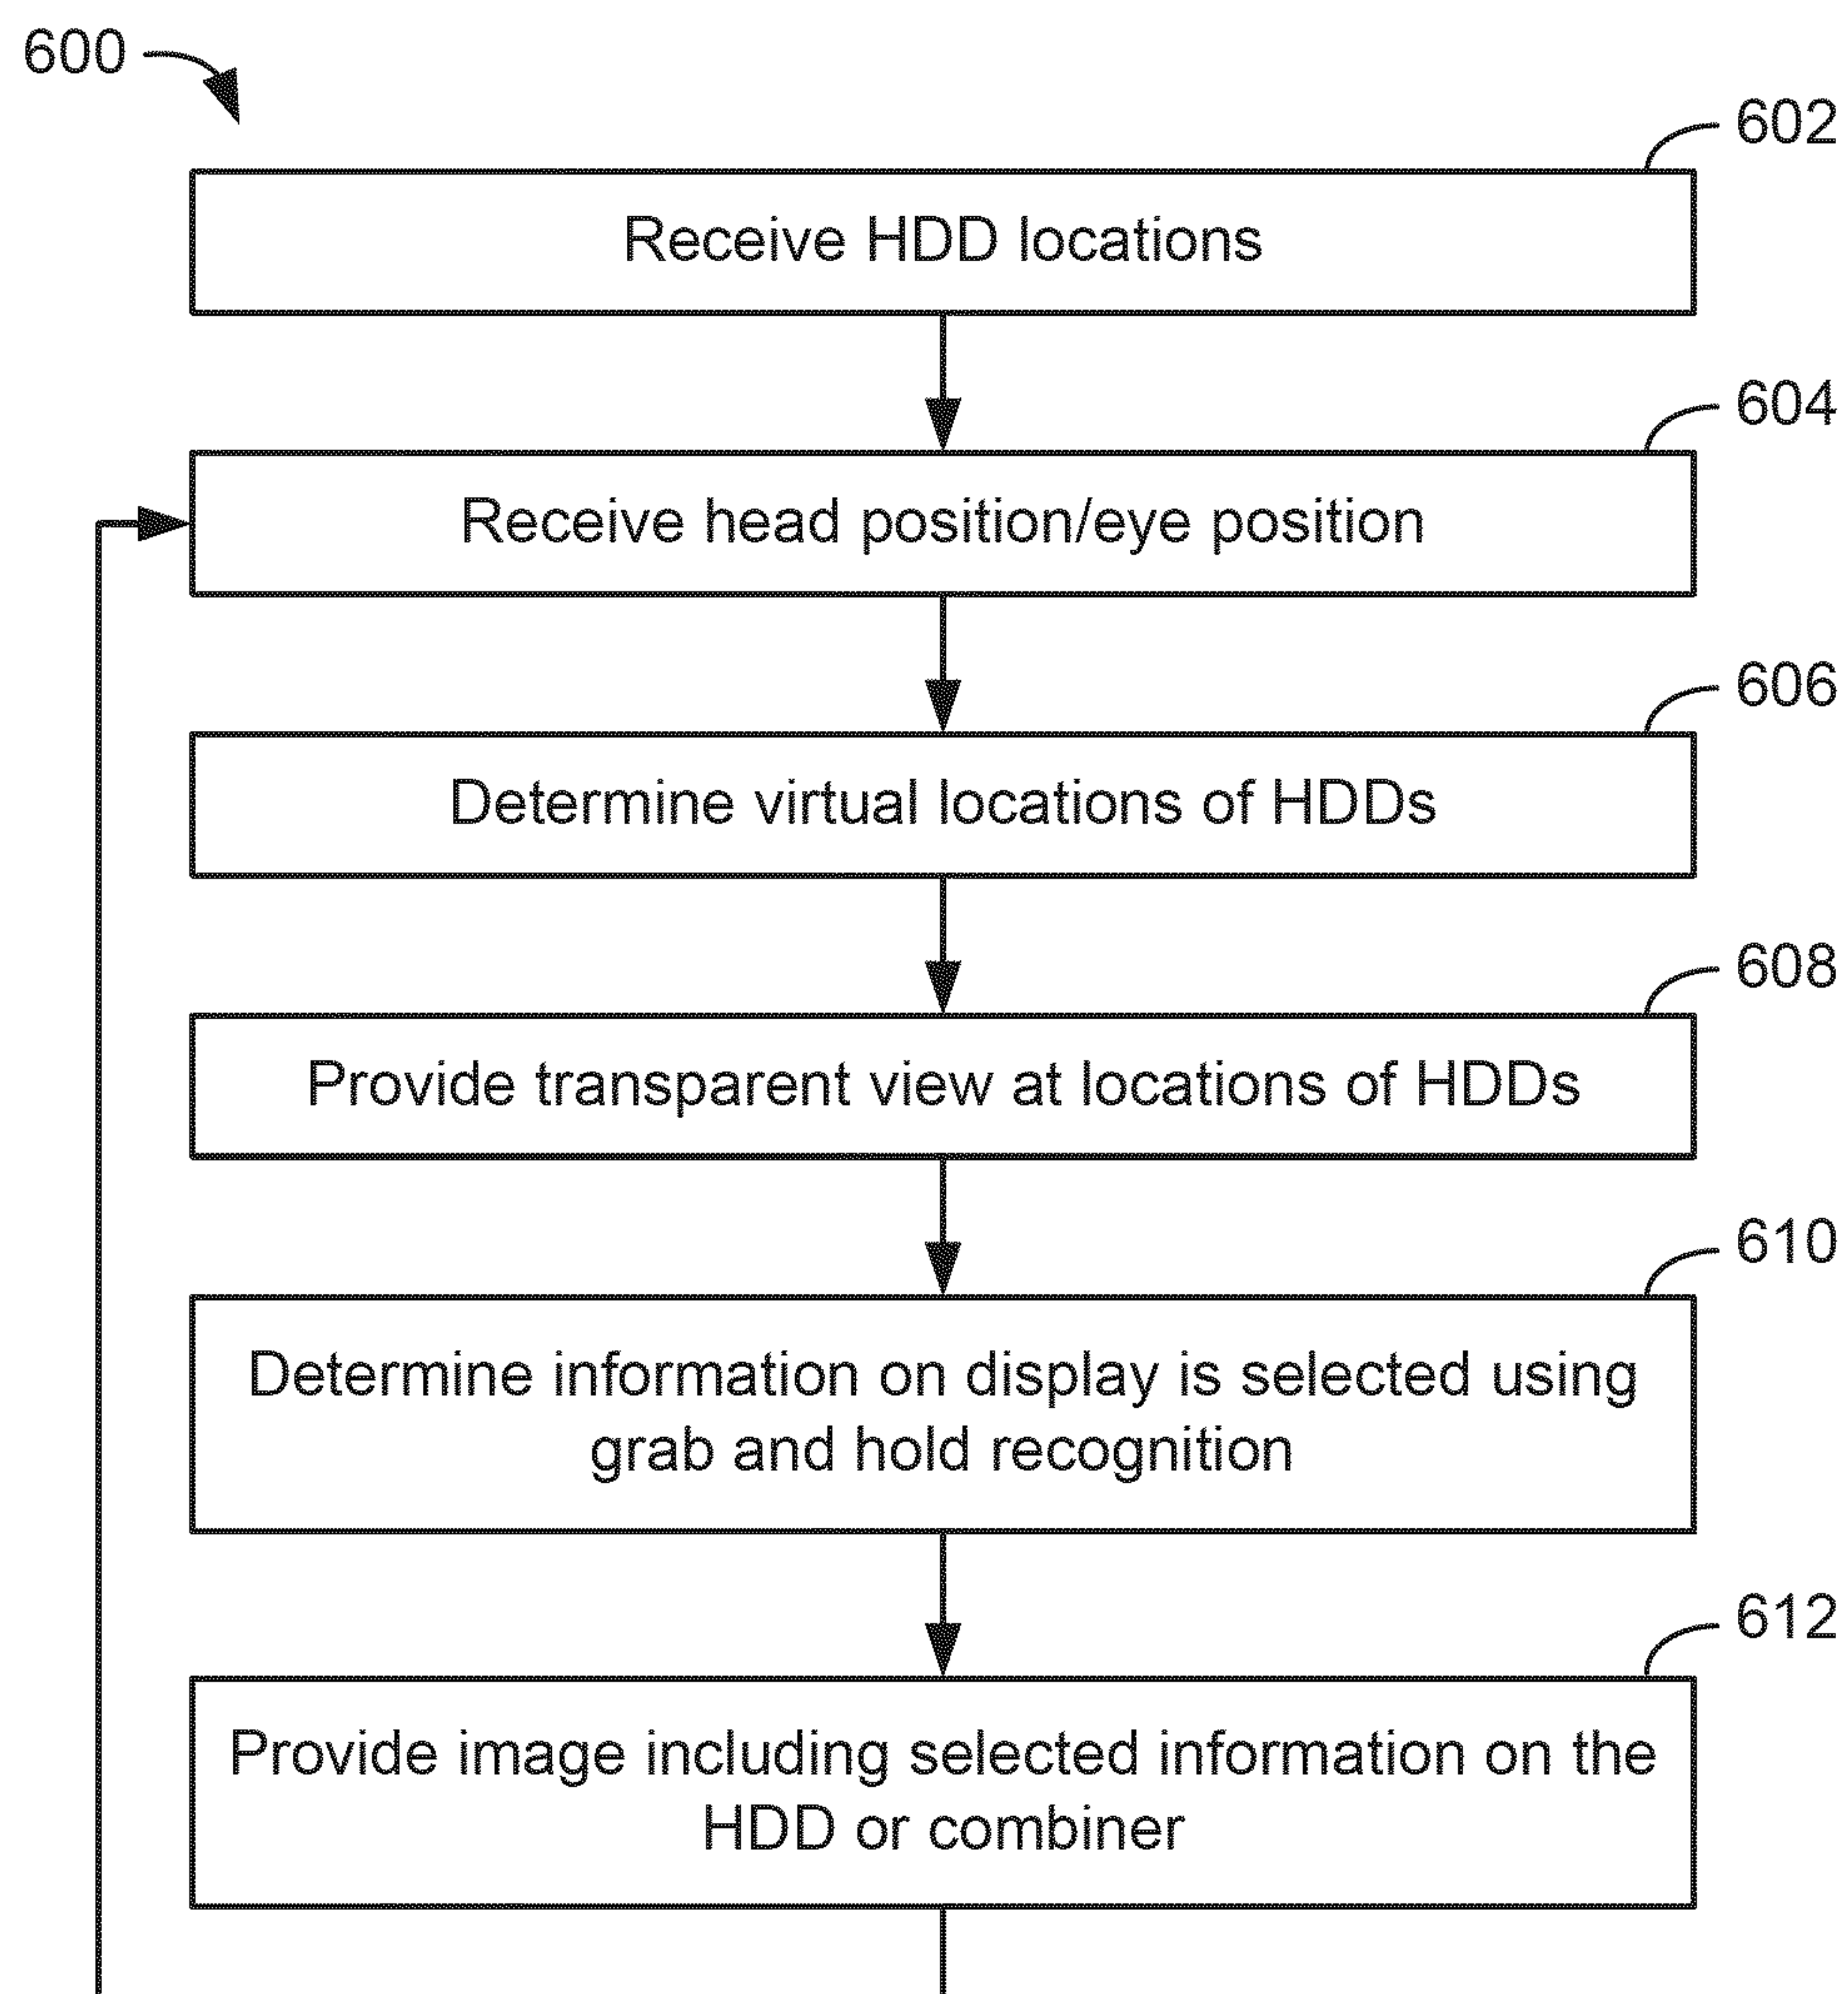 600
602
Receive HDD locations
604
Receive head position/eye position
606
Determine virtual locations of HDDs
608
Provide transparent view at locations of HDDs
610
Determine information on display is selected using
grab and hold recognition
612
Provide image including selected information on the
HDD or combiner